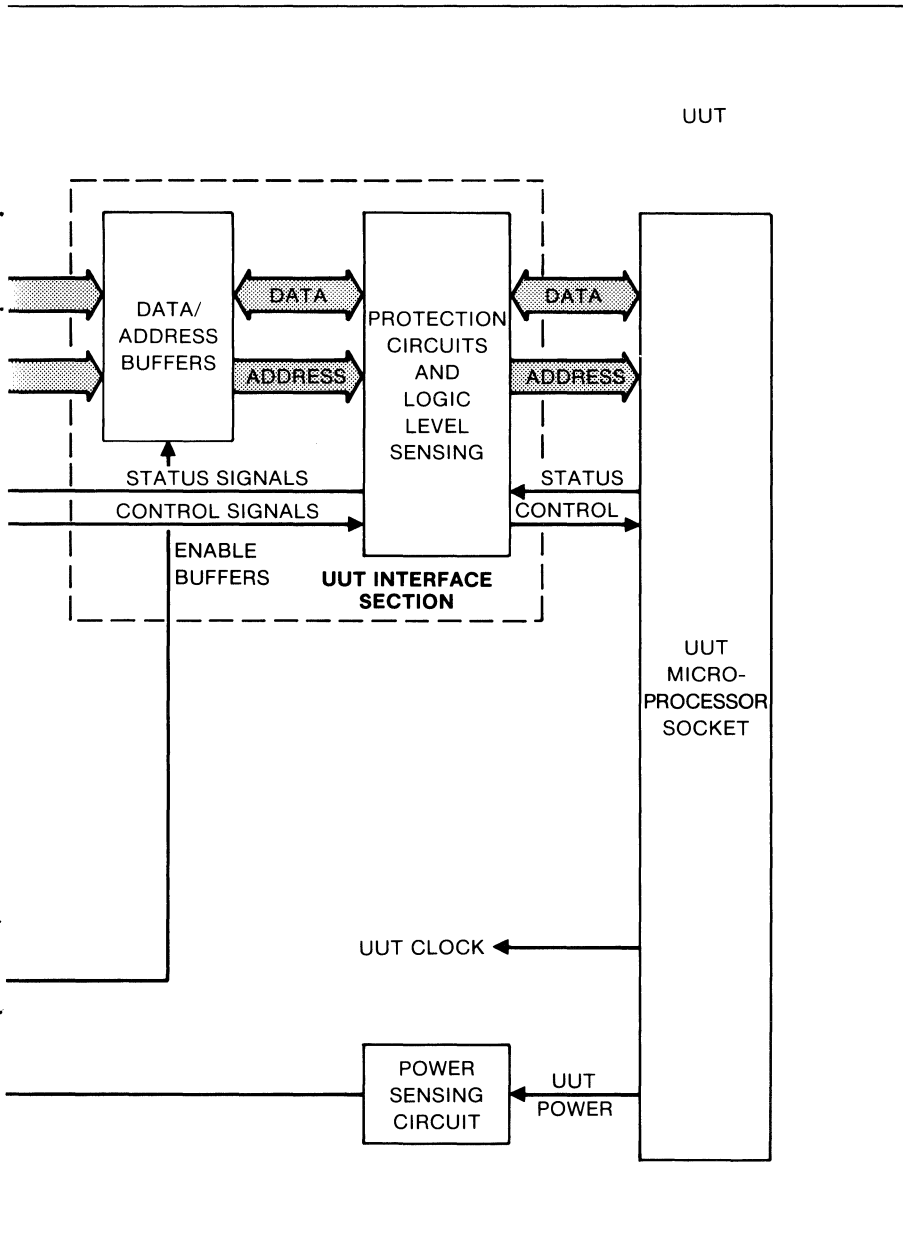 UUT
DATA/
ADDRESS
BUFFERS
DATA
ADDRESS
PROTECTION
CIRCUITS
AND
LOGIC
LEVEL
SENSING
DATA
ADDRESS
STATUS SIGNALS
CONTROL SIGNALS
STATUS
CONTROL
ENABLE
BUFFERS
UUT INTERFACE
SECTION
UUT
MICRO-
PROCESSOR
SOCKET
UUT CLOCK
POWER
SENSING
CIRCUIT
UUT
POWER